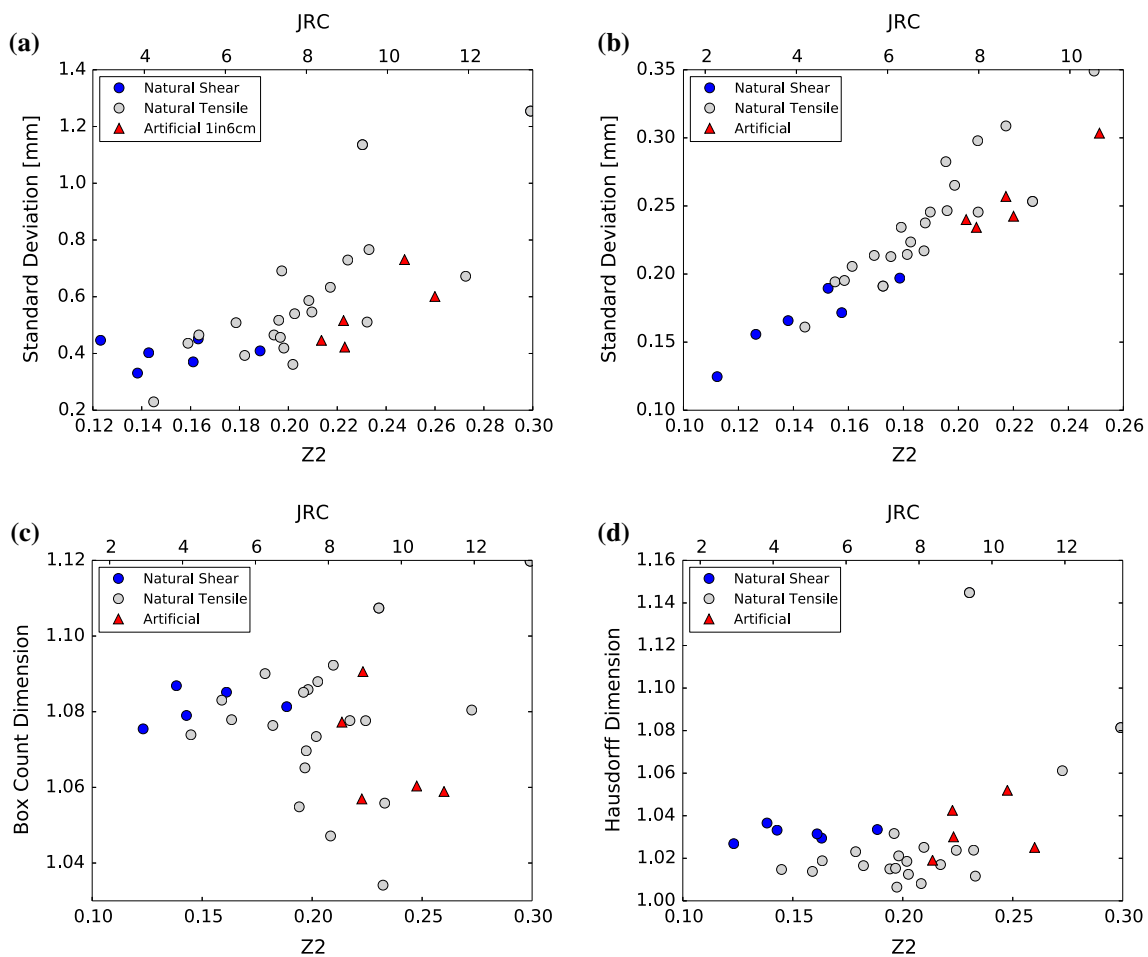 JRC
(a)
4 6 8 10 12
1.4
1.2
1.0
0.8
0.6
0.4
0.2
Standard Deviation [mm]
Natural Shear
Natural Tensile
Artificial 1in6cm
0.12 0.14 0.16 0.18 0.20 0.22 0.24 0.26 0.28 0.30
Z2
JRC
(b)
2 4 6 8 10
0.35
0.30
0.25
0.20
0.15
0.10
Standard Deviation [mm]
Natural Shear
Natural Tensile
Artificial
0.10 0.12 0.14 0.16 0.18 0.20 0.22 0.24 0.26
Z2
JRC
(c)
2 4 6 7 8 9 10 12
1.12
1.10
1.08
1.06
1.04
Box Count Dimension
Natural Shear
Natural Tensile
Artificial
0.10 0.15 0.20 0.25 0.30
Z2
JRC
(d)
2 4 6 7 8 9 10 12
1.16
1.14
1.12
1.10
1.08
1.06
1.04
1.02
1.00
Hausdorff Dimension
Natural Shear
Natural Tensile
Artificial
0.10 0.15 0.20 0.25 0.30
Z2